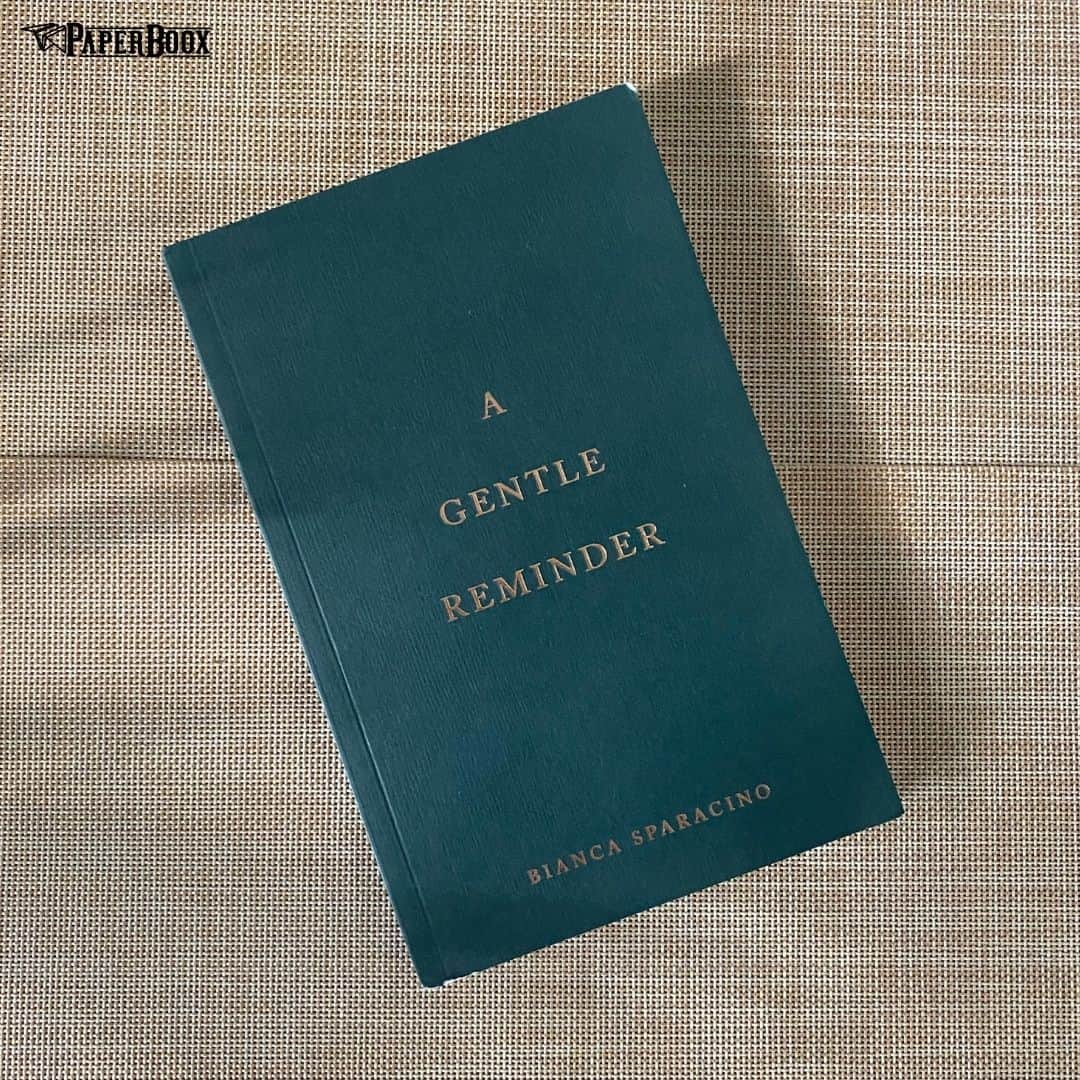 PAPERBOOX
A
GENTLE
REMINDER
BIANCA SPARACINO